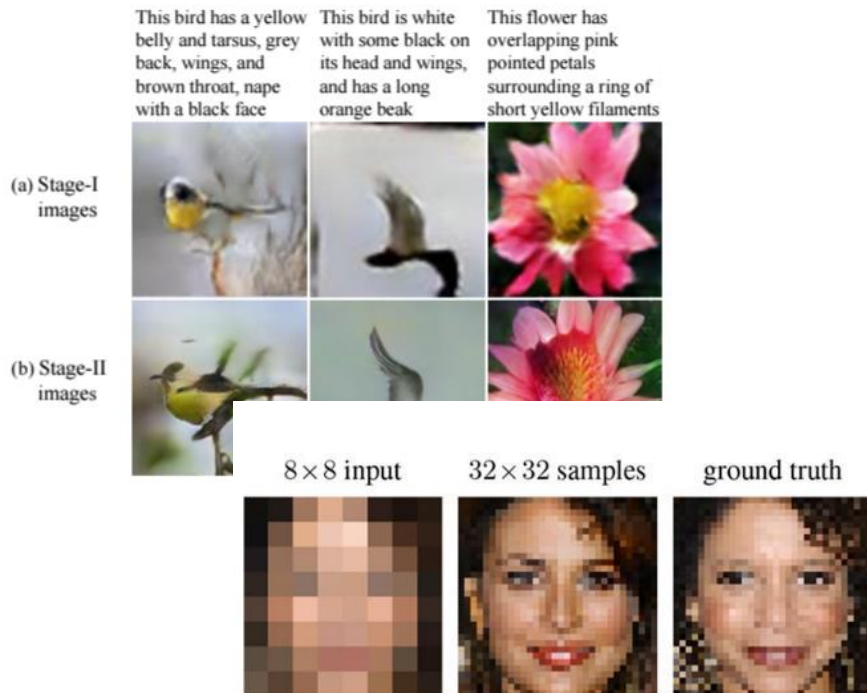 This bird has a yellow
belly and tarsus, grey
back, wings, and
brown throat, nape
with a black face
This bird is white
with some black on
its head and wings,
and has a long
orange beak
This flower has
overlapping pink
pointed petals
surrounding a ring of
short yellow filaments
(a) Stage-I
images
(b) Stage-II
images
8×8 input
32×32 samples
ground truth